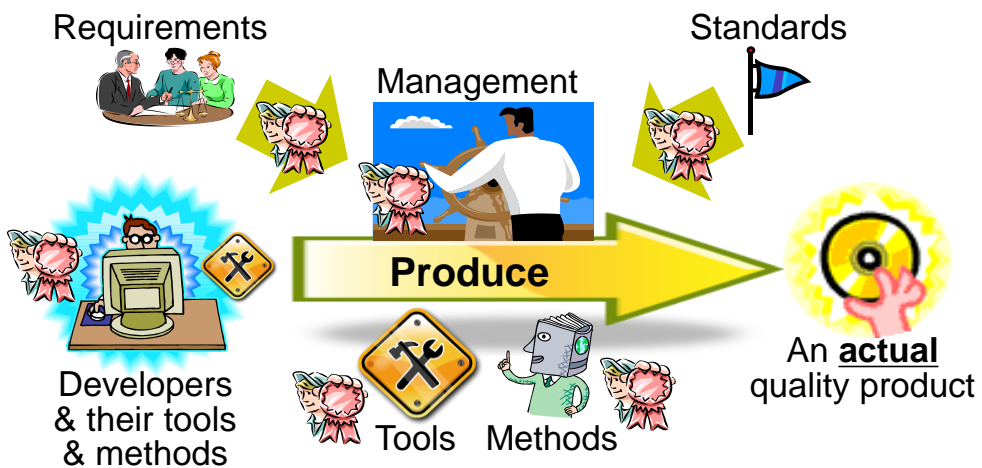 Requirements
Standards
Management
Produce
Developers
& their tools
& methods
Tools
Methods
An actual
quality product